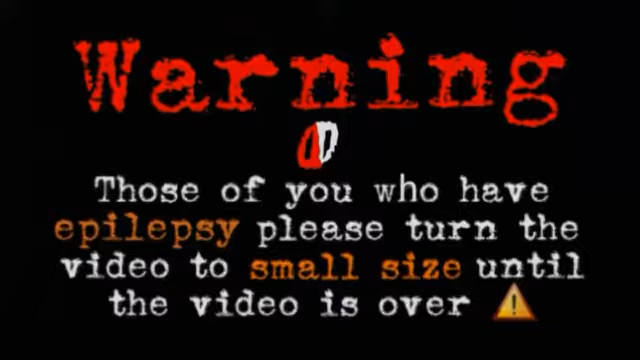 Warning
Those of you who have
epilepsy please turn the
video to small size until
the video is over ⚠